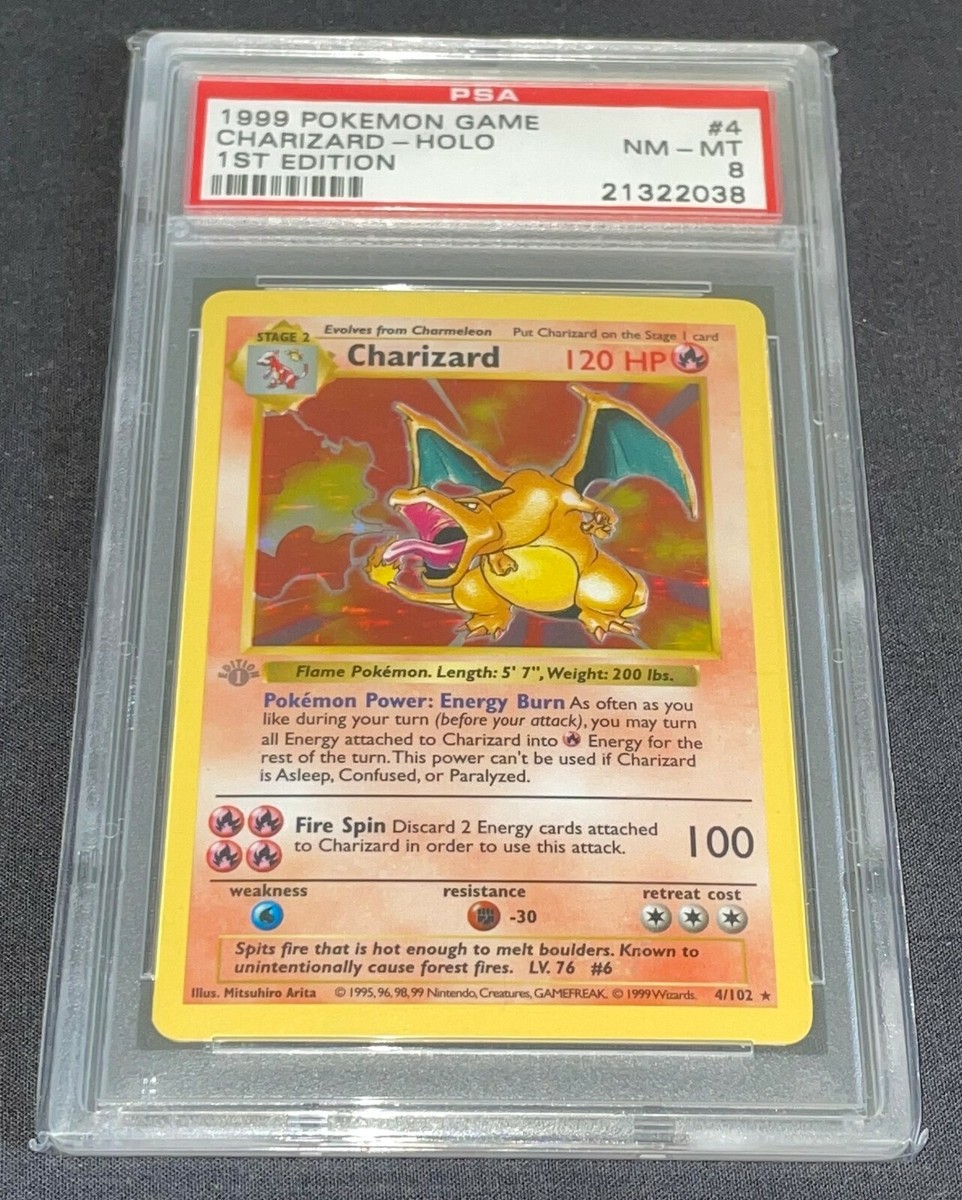 PSA
1999 POKEMON GAME #4
CHARIZARD-HOLO NM-MT
1ST EDITION 8
21322038
STAGE 2 Evolves from Charmeleon Put Charizard on the Stage 1 card
Charizard 120 HP
EDITION 1
Flame Pokémon. Length: 5' 7", Weight: 200 lbs.
Pokémon Power: Energy Burn As often as you
like during your turn (before your attack), you may turn
all Energy attached to Charizard into Energy for the
rest of the turn. This power can't be used if Charizard
is Asleep, Confused, or Paralyzed.
Fire Spin Discard 2 Energy cards attached
to Charizard in order to use this attack. 100
weakness resistance retreat cost
-30
Spits fire that is hot enough to melt boulders. Known to
unintentionally cause forest fires. LV. 76 #6
Illus. Mitsuhiro Arita © 1995, 96, 98, 99 Nintendo, Creatures, GAMEFREAK. © 1999 Wizards. 4/102 ★